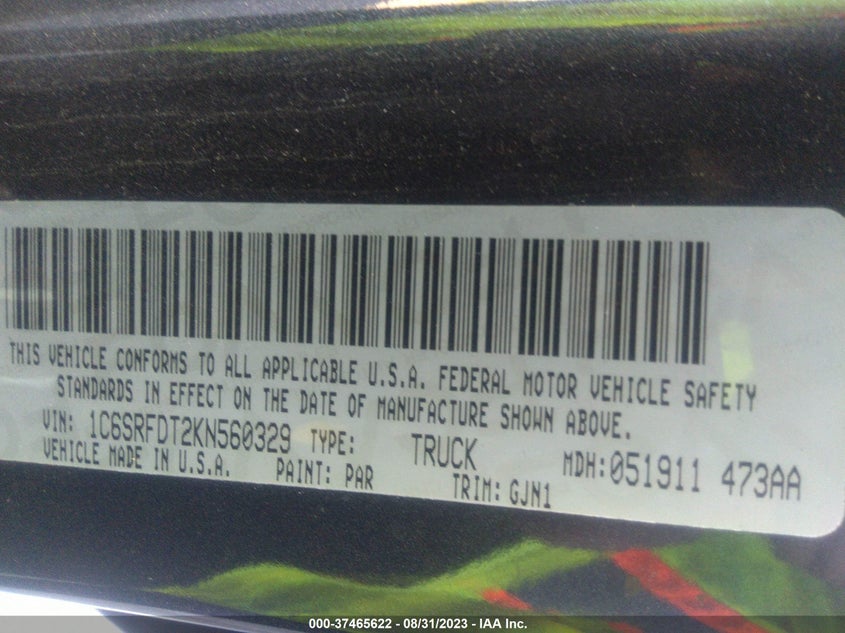 THIS VEHICLE CONFORMS TO ALL APPLICABLE U.S.A. FEDERAL MOTOR VEHICLE SAFETY
STANDARDS IN EFFECT ON THE DATE OF MANUFACTURE SHOWN ABOVE.
VIN: 1C6SRFDT2KN560329 TYPE: TRUCK MDH:051911 473AA
VEHICLE MADE IN U.S.A. PAINT: PAR TRIM: GJN1
000-37465622 - 08/31/2023 - IAA Inc.